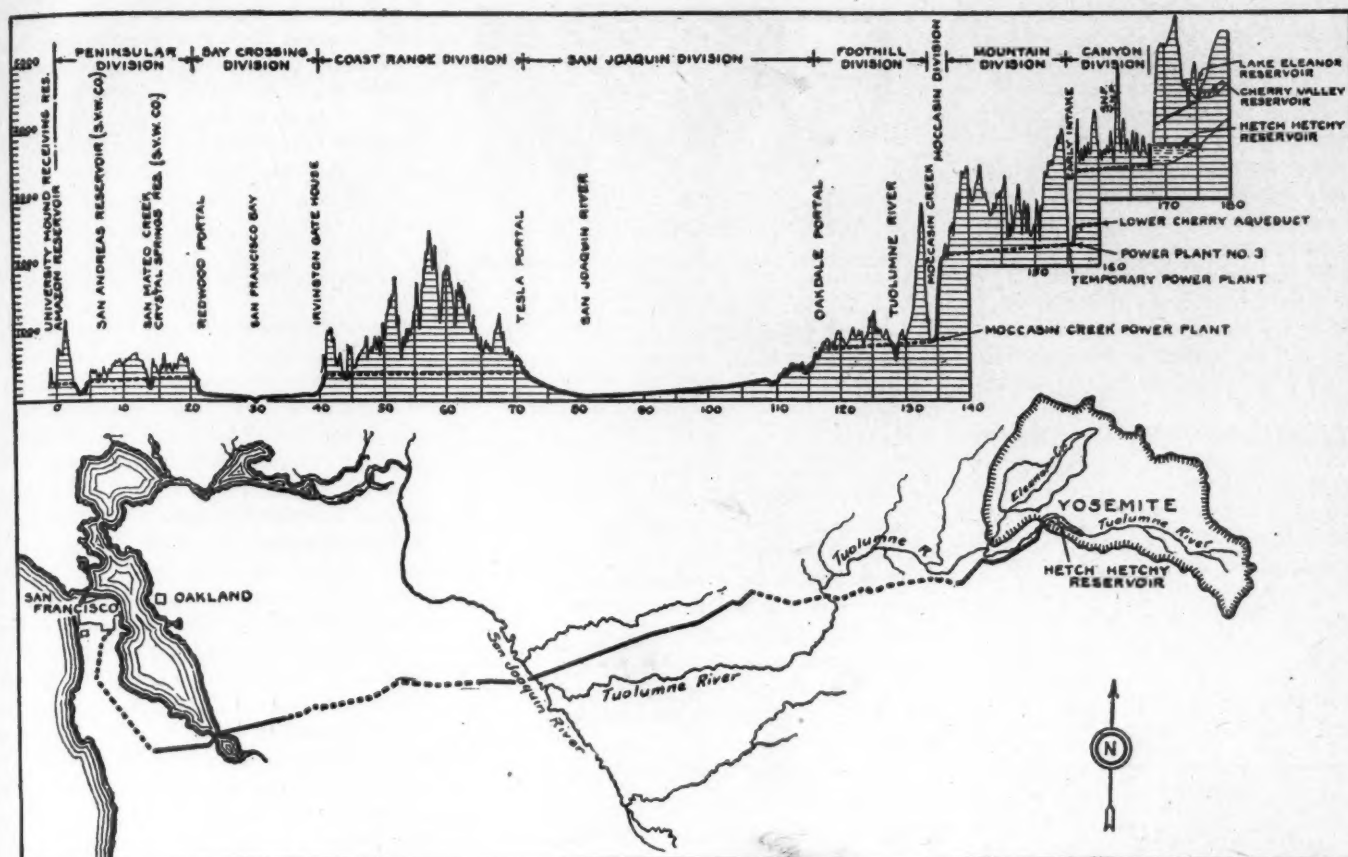 PENINSULAR DIVISION
BAY CROSSING DIVISION
COAST RANGE DIVISION
SAN JOAQUIN DIVISION
FOOTHILL DIVISION
MOCCASIN DIVISION
MOUNTAIN DIVISION
CANYON DIVISION
UNIVERSITY MOUND RECEIVING RES.
AMAZON RESERVOIR
SAN ANDREAS RESERVOIR (S.V.W. CO.)
SAN MATEO CREEK
CRYSTAL SPRINGS RES. (S.V.W. CO.)
REDWOOD PORTAL
SAN FRANCISCO BAY
IRVINGTON GATE HOUSE
TESLA PORTAL
SAN JOAQUIN RIVER
OAKDALE PORTAL
TUOLUMNE RIVER
MOCCASIN CREEK
EARLY INTAKE
LAKE ELEANOR RESERVOIR
CHERRY VALLEY RESERVOIR
HETCH HETCHY RESERVOIR
170 180
LOWER CHERRY AQUEDUCT
POWER PLANT NO. 3
150 160
TEMPORARY POWER PLANT
MOCCASIN CREEK POWER PLANT
0 10 20 30 40 50 60 70 80 90 100 110 120 130 140
Eleanor L.
YOSEMITE
Tuolumne River
HETCH HETCHY
RESERVOIR
Tuolumne R.
SAN
FRANCISCO
OAKLAND
San Joaquin River
Tuolumne River
N